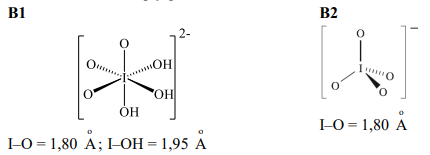 B1
B2
2-
O
O
OH
I
O
OH
OH
I–O = 1,80 Å; I–OH = 1,95 Å
–
O
I
O
O
O
I–O = 1,80 Å